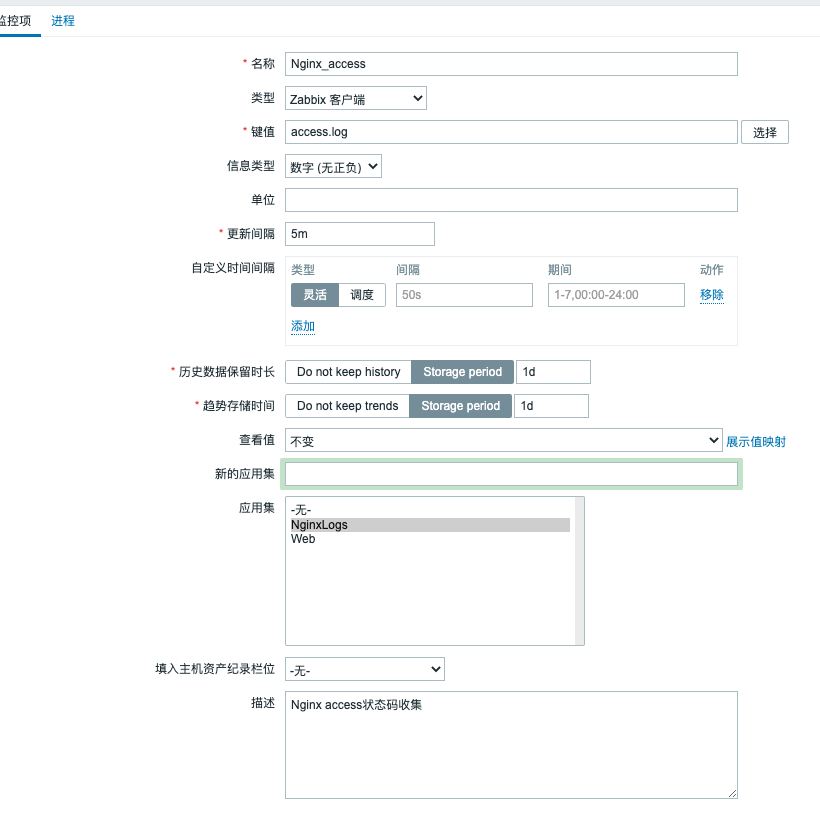 监控项 进程
* 名称 Nginx_access
类型 Zabbix 客户端
* 键值 access.log 选择
信息类型 数字 (无正负)
单位
* 更新间隔 5m
自定义时间间隔 类型 间隔 期间 动作
灵活 调度 50s 1-7,00:00-24:00 移除
添加
* 历史数据保留时长 Do not keep history Storage period 1d
* 趋势存储时间 Do not keep trends Storage period 1d
查看值 不变 展示值映射
新的应用集
应用集 -无-
NginxLogs
Web
填入主机资产纪录栏位 -无-
描述 Nginx access状态码收集